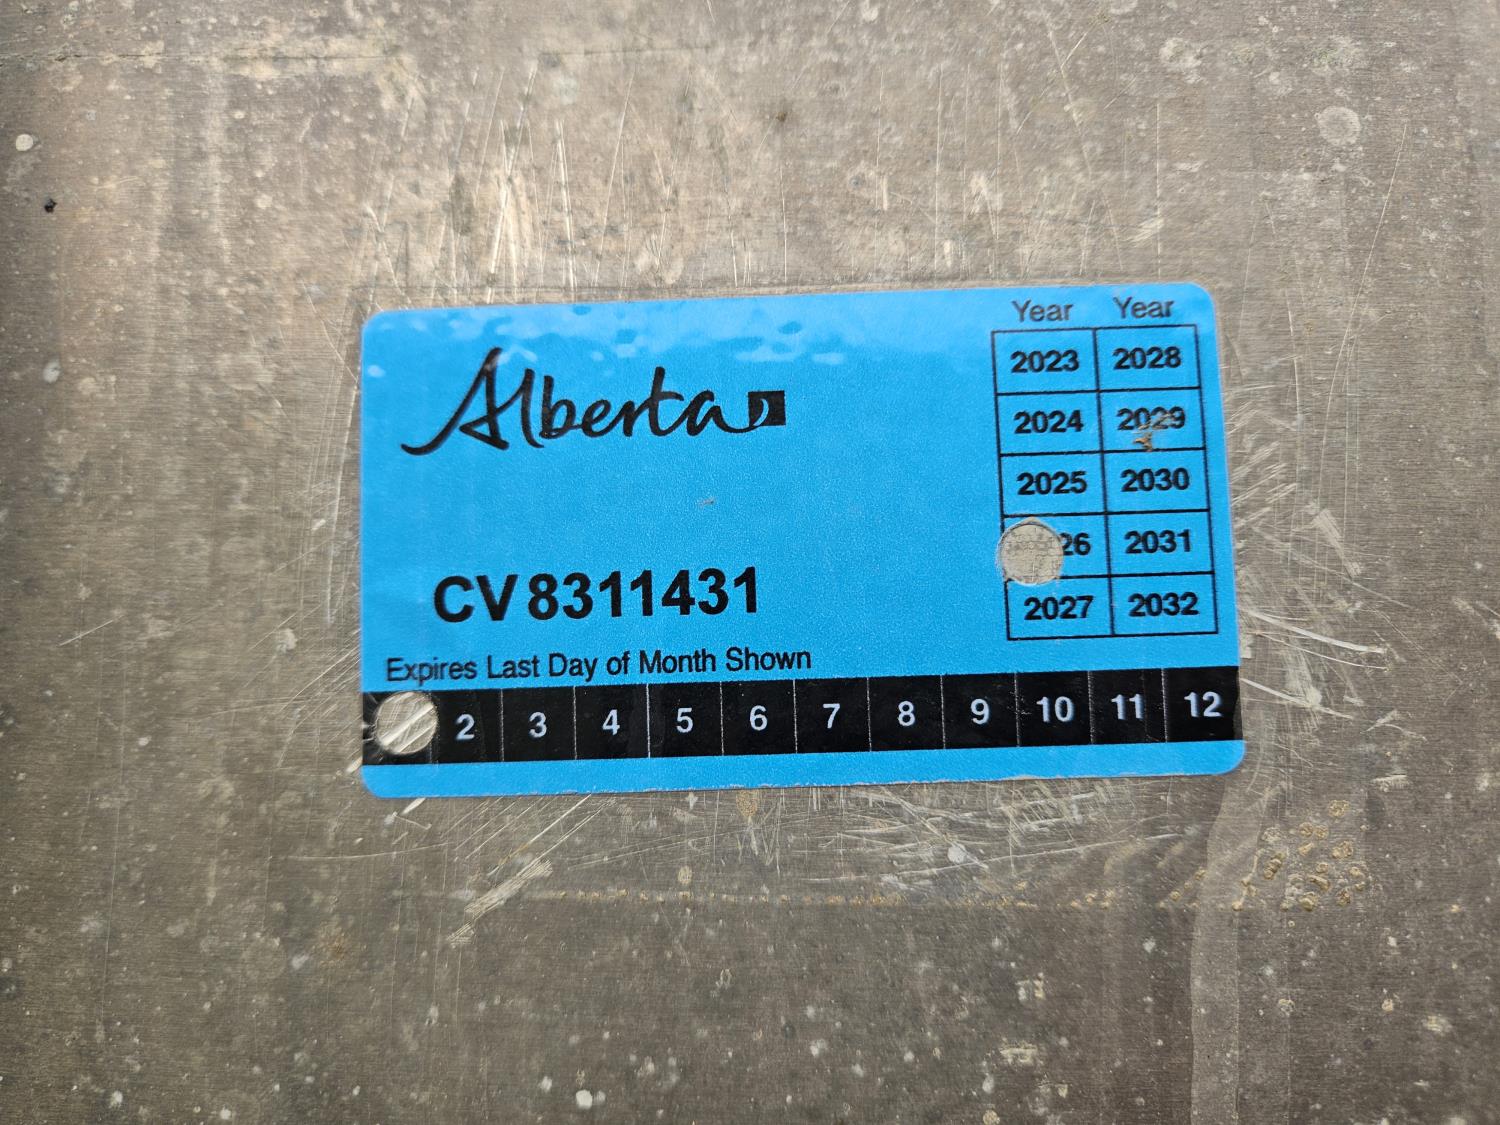 Alberta
Year Year
2023 2028
2024 2029
2025 2030
26 2031
2027 2032
CV8311431
Expires Last Day of Month Shown
2 3 4 5 6 7 8 9 10 11 12